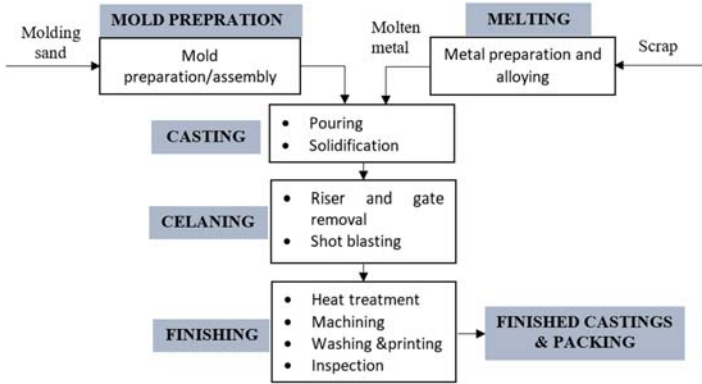 MOLD PREPRATION
MELTING
Molding
sand
Mold
preparation/assembly
Molten
metal
Metal preparation and
alloying
Scrap
CASTING
• Pouring
• Solidification
CELANING
• Riser and gate
removal
• Shot blasting
FINISHING
• Heat treatment
• Machining
• Washing &printing
• Inspection
FINISHED CASTINGS
& PACKING